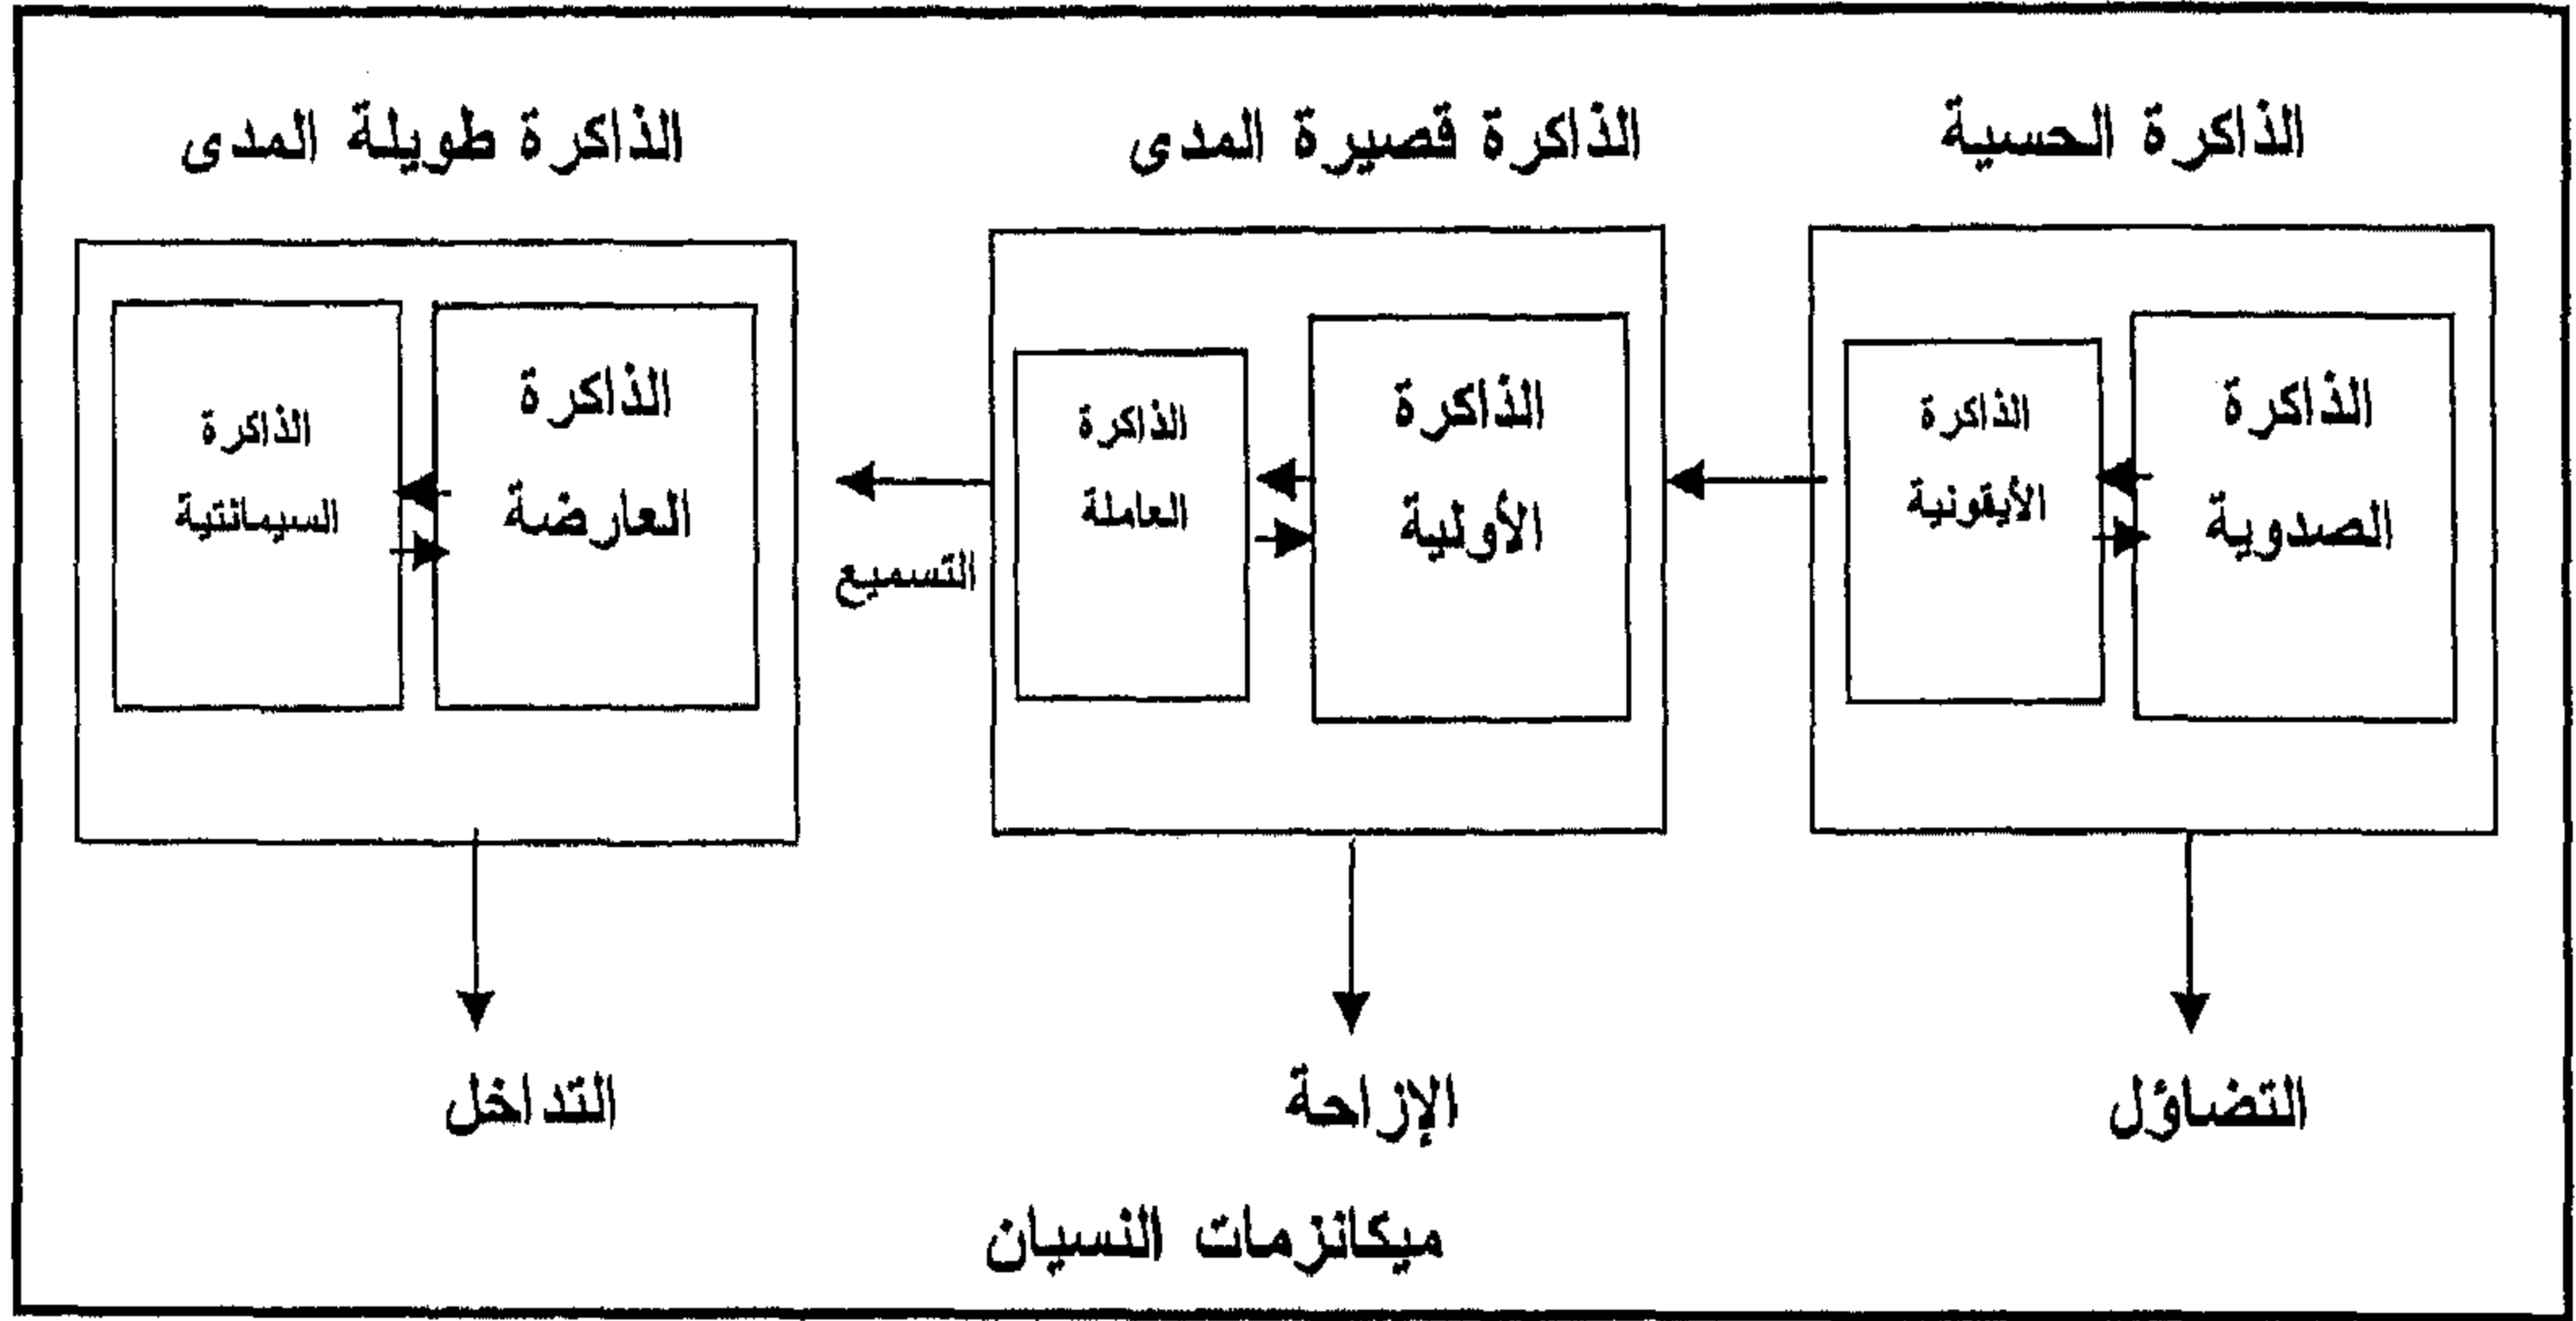 الذاكرة الحسية
الذاكرة قصيرة المدى
الذاكرة طويلة المدى
الذاكرة
الصدوية
الذاكرة
الأيقونية
الذاكرة
الأولية
الذاكرة
العاملة
التسميع
الذاكرة
العارضة
الذاكرة
السيمانتية
التضاؤل
الإزاحة
التداخل
ميكانزمات النسيان